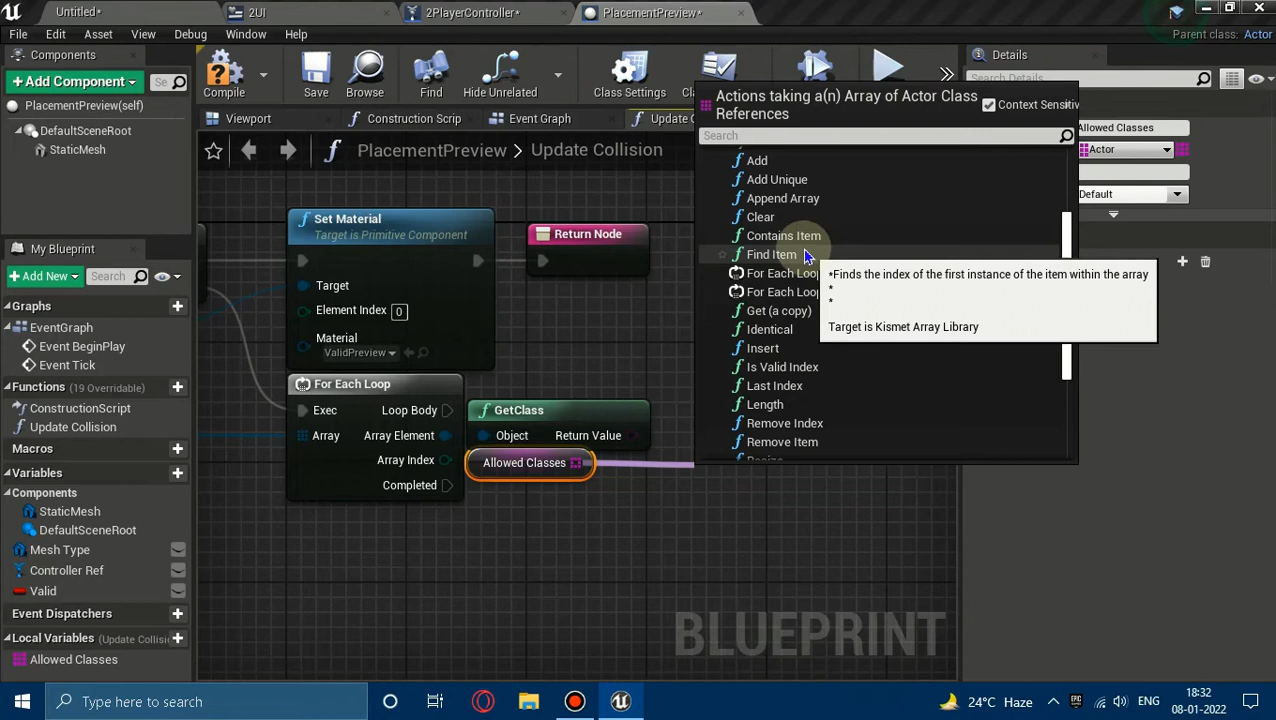 Untitled*
2UI
2PlayerController*
PlacementPreview*
File
Edit
Asset
View
Debug
Window
Help
Parent class: Actor
Components
Details
+ Add Component
Se
Search Details
PlacementPreview(self)
DefaultSceneRoot
StaticMesh
Compile
Save
Browse
Find
Hide Unrelated
Class Settings
Viewport
Construction Scrip
Event Graph
PlacementPreview > Update Collision
Actions taking a(n) Array of Actor Class
References
Context Sensitiv
Search
Add
Add Unique
Append Array
Clear
Contains Item
Find Item
For Each Loop
For Each Loop
Get (a copy)
Identical
Insert
Is Valid Index
Last Index
Length
Remove Index
Remove Item
*Finds the index of the first instance of the item within the array
*
*
Target is Kismet Array Library
Allowed Classes
Actor
Default
Set Material
Target is Primitive Component
Target
Element Index 0
Material
ValidPreview
Return Node
For Each Loop
Exec
Loop Body
Array
Array Element
Array Index
Completed
GetClass
Object
Return Value
Allowed Classes
BLUEPRINT
My Blueprint
+ Add New
Search
Graphs
EventGraph
Event BeginPlay
Event Tick
Functions (19 Overridable)
ConstructionScript
Update Collision
Macros
Variables
Components
StaticMesh
DefaultSceneRoot
Mesh Type
Controller Ref
Valid
Event Dispatchers
Local Variables (Update Collisi
Allowed Classes
Type here to search
24°C Haze
ENG
18:32
08-01-2022